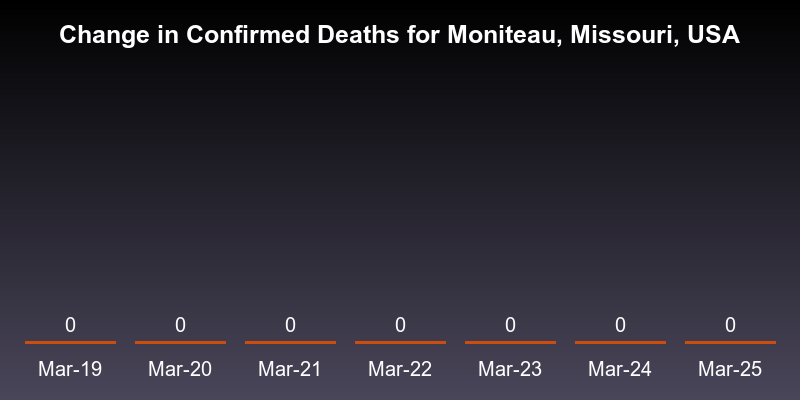 Change in Confirmed Deaths for Moniteau, Missouri, USA
0 0 0 0 0 0 0
Mar-19 Mar-20 Mar-21 Mar-22 Mar-23 Mar-24 Mar-25